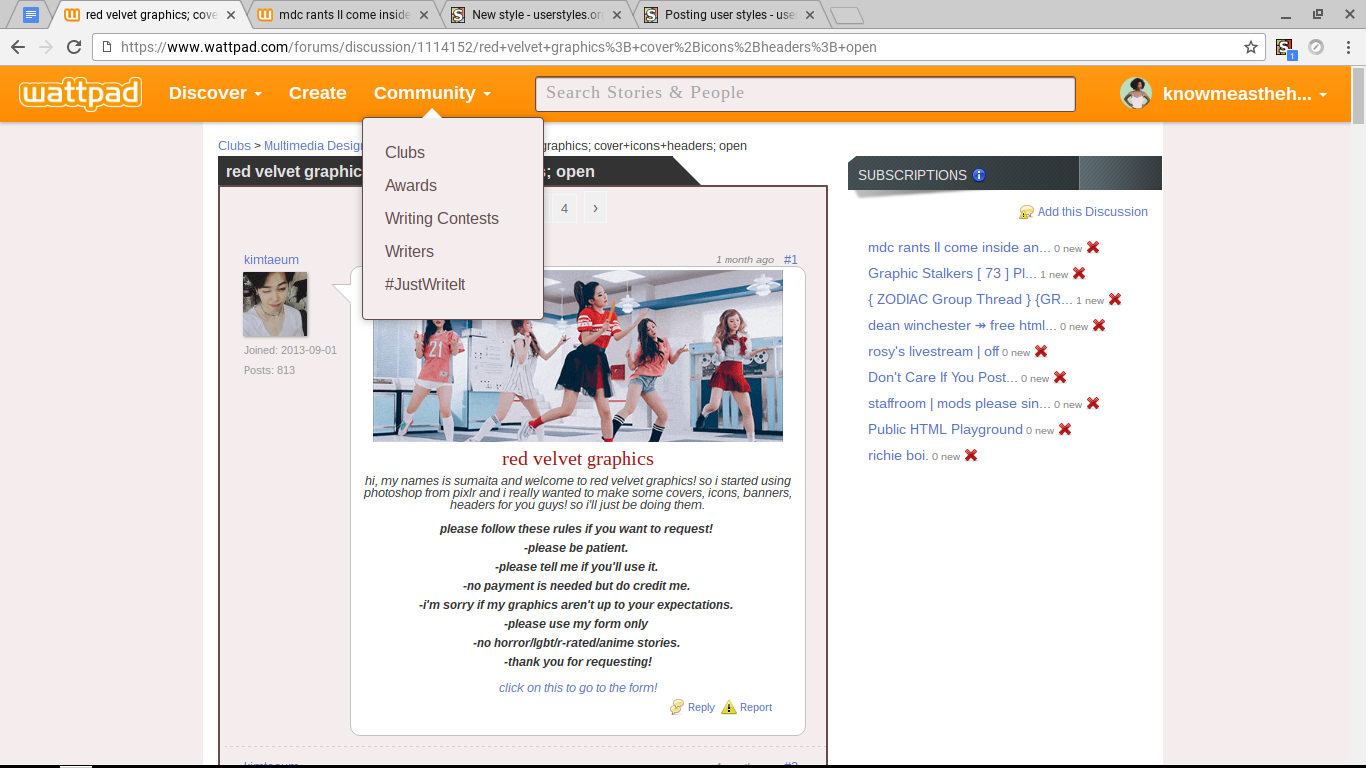 red velvet graphics; cove
mdc rants ll come inside
New style - userstyles.or
Posting user styles - use
https://www.wattpad.com/forums/discussion/1114152/red+velvet+graphics%3B+cover%2Bicons%2Bheaders%3B+open
1
wattpad
Discover
Create
Community
Search Stories & People
knowmeastheh...
Clubs
Awards
Writing Contests
Writers
#JustWriteIt
Clubs > Multimedia Desig graphics; cover+icons+headers; open
red velvet graphic s; open
4 ›
kimtaeum
1 month ago #1
Joined: 2013-09-01
Posts: 813
21
red velvet graphics
hi, my names is sumaita and welcome to red velvet graphics! so i started using
photoshop from pixlr and i really wanted to make some covers, icons, banners,
headers for you guys! so i'll just be doing them.
please follow these rules if you want to request!
-please be patient.
-please tell me if you'll use it.
-no payment is needed but do credit me.
-i'm sorry if my graphics aren't up to your expectations.
-please use my form only
-no horror/lgbt/r-rated/anime stories.
-thank you for requesting!
click on this to go to the form!
Reply Report
SUBSCRIPTIONS
Add this Discussion
mdc rants ll come inside an... 0 new
Graphic Stalkers [ 73 ] Pl... 1 new
{ ZODIAC Group Thread } {GR... 1 new
dean winchester ↠ free html... 0 new
rosy's livestream | off 0 new
Don't Care If You Post... 0 new
staffroom | mods please sin... 0 new
Public HTML Playground 0 new
richie boi. 0 new